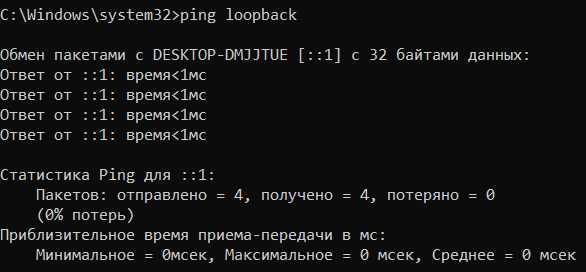 C:\Windows\system32>ping loopback
Обмен пакетами с DESKTOP-DMJJTUE [::1] с 32 байтами данных:
Ответ от ::1: время<1мс
Ответ от ::1: время<1мс
Ответ от ::1: время<1мс
Ответ от ::1: время<1мс
Статистика Ping для ::1:
    Пакетов: отправлено = 4, получено = 4, потеряно = 0
    (0% потерь)
Приблизительное время приема-передачи в мс:
    Минимальное = 0мсек, Максимальное = 0 мсек, Среднее = 0 мсек